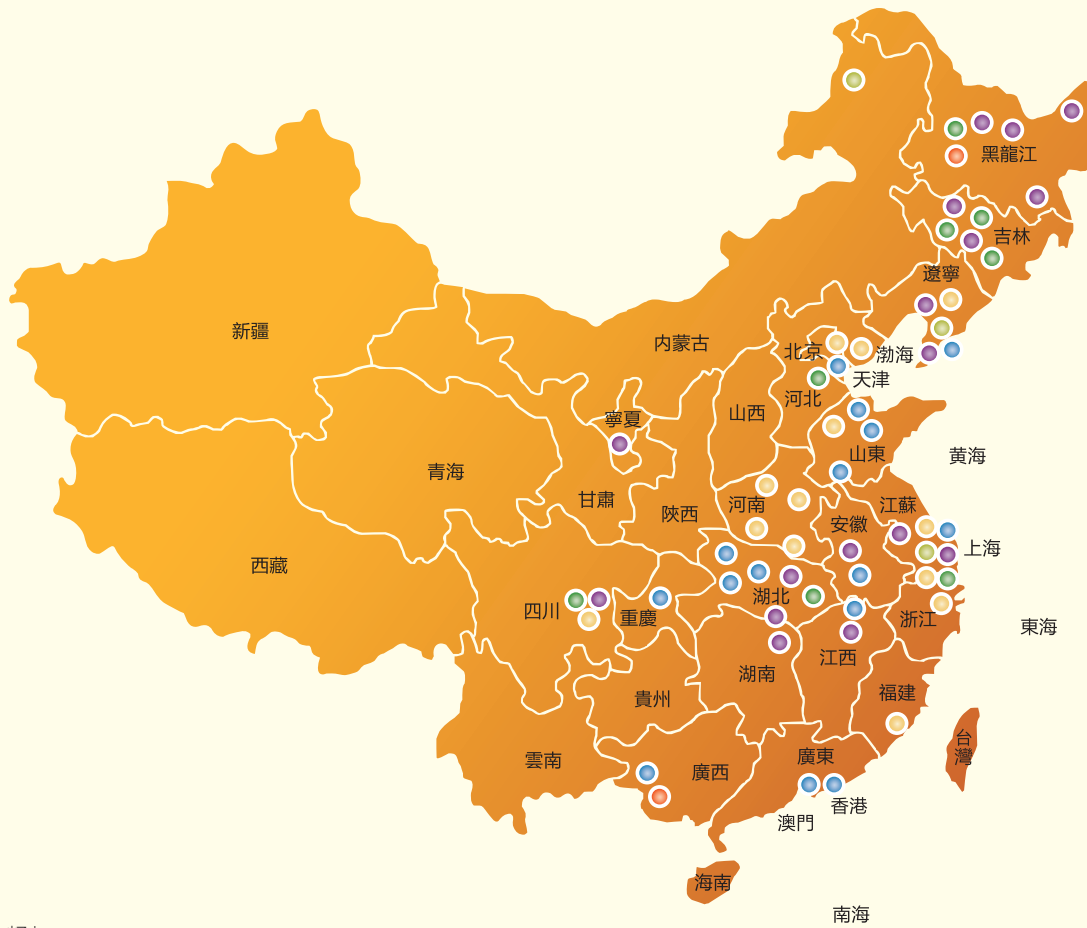 黑龍江
吉林
遼寧
新疆
内蒙古
北京
渤海
天津
河北
寧夏
山西
山東
黄海
青海
甘肅
陝西
河南
江蘇
安徽
上海
西藏
四川
重慶
湖北
浙江
東海
江西
湖南
福建
貴州
台灣
雲南
廣西
廣東
香港
澳門
海南
南海